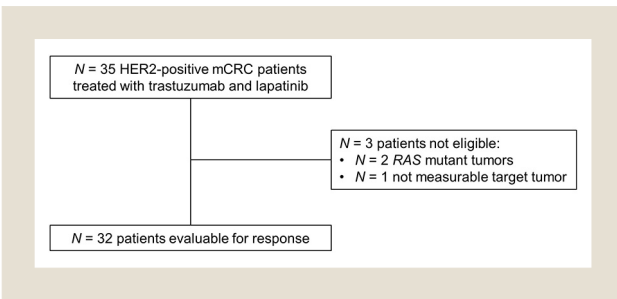 N = 35 HER2-positive mCRC patients
treated with trastuzumab and lapatinib
N = 3 patients not eligible:
• N = 2 RAS mutant tumors
• N = 1 not measurable target tumor
N = 32 patients evaluable for response